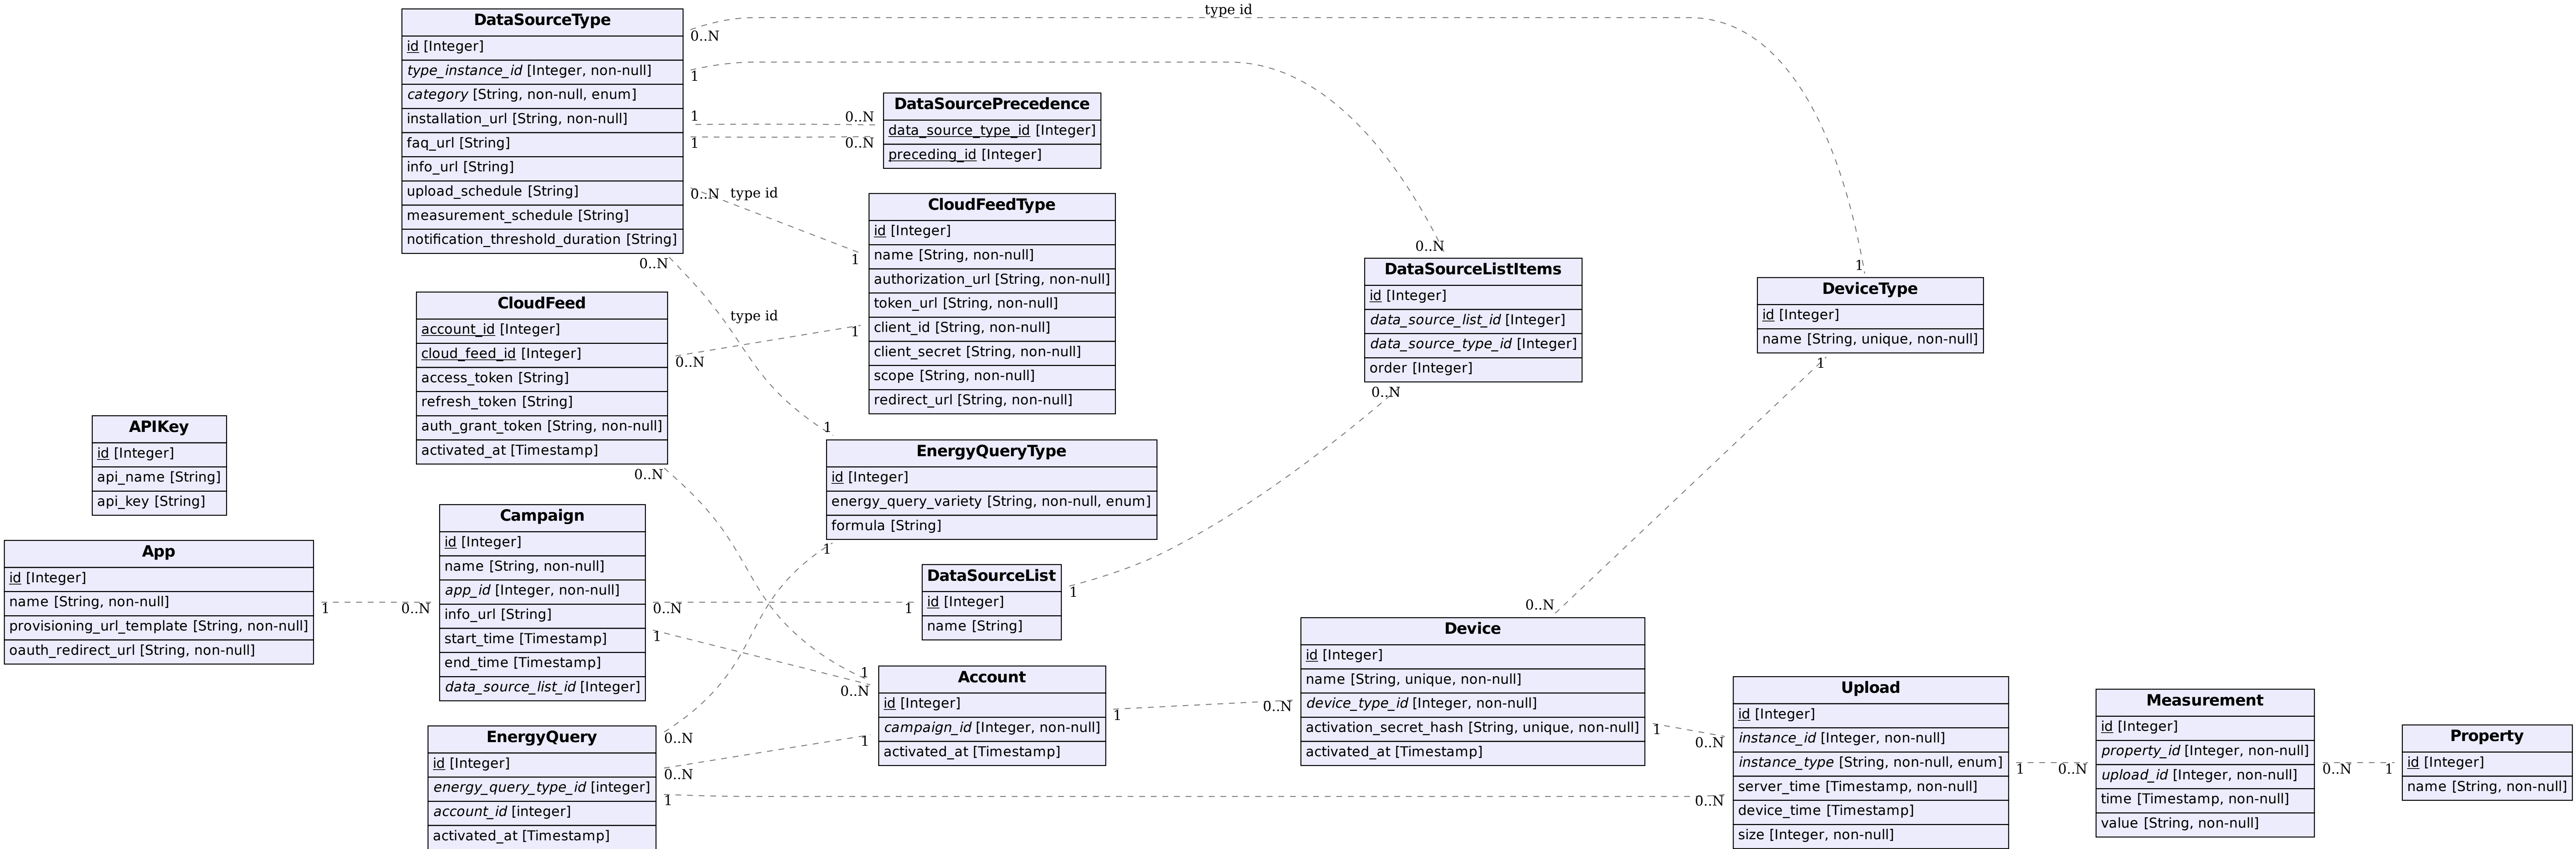 DataSourceType
id [Integer]
type_instance_id [Integer, non-null]
category [String, non-null, enum]
installation_url [String, non-null]
faq_url [String]
info_url [String]
upload_schedule [String]
measurement_schedule [String]
notification_threshold_duration [String]
type id
0..N
1
1
0..N
1
0..N
0..N
type id
1
0..N
type id
1
0..N
1
DataSourcePrecedence
data_source_type_id [Integer]
preceding_id [Integer]
CloudFeedType
id [Integer]
name [String, non-null]
authorization_url [String, non-null]
token_url [String, non-null]
client_id [String, non-null]
client_secret [String, non-null]
scope [String, non-null]
redirect_url [String, non-null]
DataSourceListItems
id [Integer]
data_source_list_id [Integer]
data_source_type_id [Integer]
order [Integer]
0..N
DeviceType
id [Integer]
name [String, unique, non-null]
1
CloudFeed
account_id [Integer]
cloud_feed_id [Integer]
access_token [String]
refresh_token [String]
auth_grant_token [String, non-null]
activated_at [Timestamp]
0..N
1
0..N
1
APIKey
id [Integer]
api_name [String]
api_key [String]
EnergyQueryType
id [Integer]
energy_query_variety [String, non-null, enum]
formula [String]
1
App
id [Integer]
name [String, non-null]
provisioning_url_template [String, non-null]
oauth_redirect_url [String, non-null]
1
0..N
Campaign
id [Integer]
name [String, non-null]
app_id [Integer, non-null]
info_url [String]
start_time [Timestamp]
end_time [Timestamp]
data_source_list_id [Integer]
0..N
1
1
0..N
DataSourceList
id [Integer]
name [String]
1
Account
id [Integer]
campaign_id [Integer, non-null]
activated_at [Timestamp]
1
0..N
0..N
Device
id [Integer]
name [String, unique, non-null]
device_type_id [Integer, non-null]
activation_secret_hash [String, unique, non-null]
activated_at [Timestamp]
1
0..N
EnergyQuery
id [Integer]
energy_query_type_id [integer]
account_id [integer]
activated_at [Timestamp]
0..N
0..N
1
1
0..N
Upload
id [Integer]
instance_id [Integer, non-null]
instance_type [String, non-null, enum]
server_time [Timestamp, non-null]
device_time [Timestamp]
size [Integer, non-null]
1
0..N
Measurement
id [Integer]
property_id [Integer, non-null]
upload_id [Integer, non-null]
time [Timestamp, non-null]
value [String, non-null]
0..N
1
Property
id [Integer]
name [String, non-null]